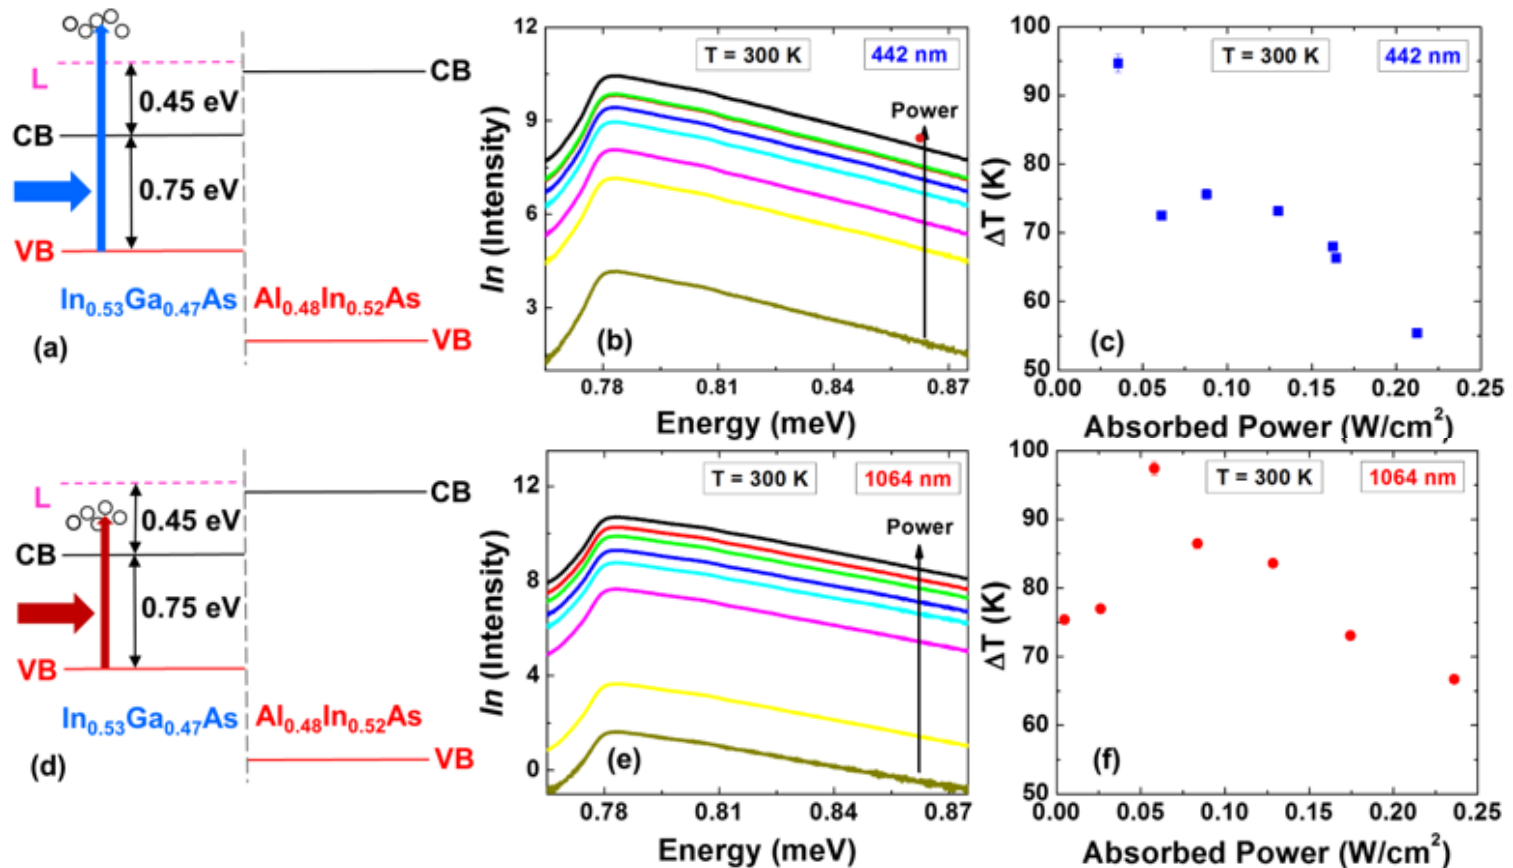 L
0.45 eV
CB
CB
0.75 eV
VB
In0.53Ga0.47As
Al0.48In0.52As
VB
(a)
12
9
6
3
ln (Intensity)
T = 300 K
442 nm
Power
(b)
0.78
0.81
0.84
0.87
Energy (meV)
100
90
80
70
60
50
ΔT (K)
T = 300 K
442 nm
(c)
0.00
0.05
0.10
0.15
0.20
0.25
Absorbed Power (W/cm2)
L
0.45 eV
CB
CB
0.75 eV
VB
In0.53Ga0.47As
Al0.48In0.52As
VB
(d)
12
8
4
0
ln (Intensity)
T = 300 K
1064 nm
Power
(e)
0.78
0.81
0.84
0.87
Energy (meV)
100
90
80
70
60
50
ΔT (K)
T = 300 K
1064 nm
(f)
0.00
0.05
0.10
0.15
0.20
0.25
Absorbed Power (W/cm2)